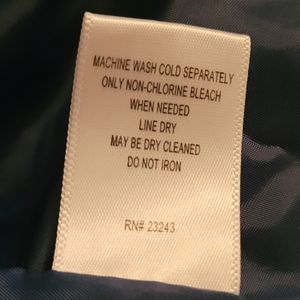 MACHINE WASH COLD SEPARATELY
ONLY NON-CHLORINE BLEACH
WHEN NEEDED
LINE DRY
MAY BE DRY CLEANED
DO NOT IRON
RN# 23243